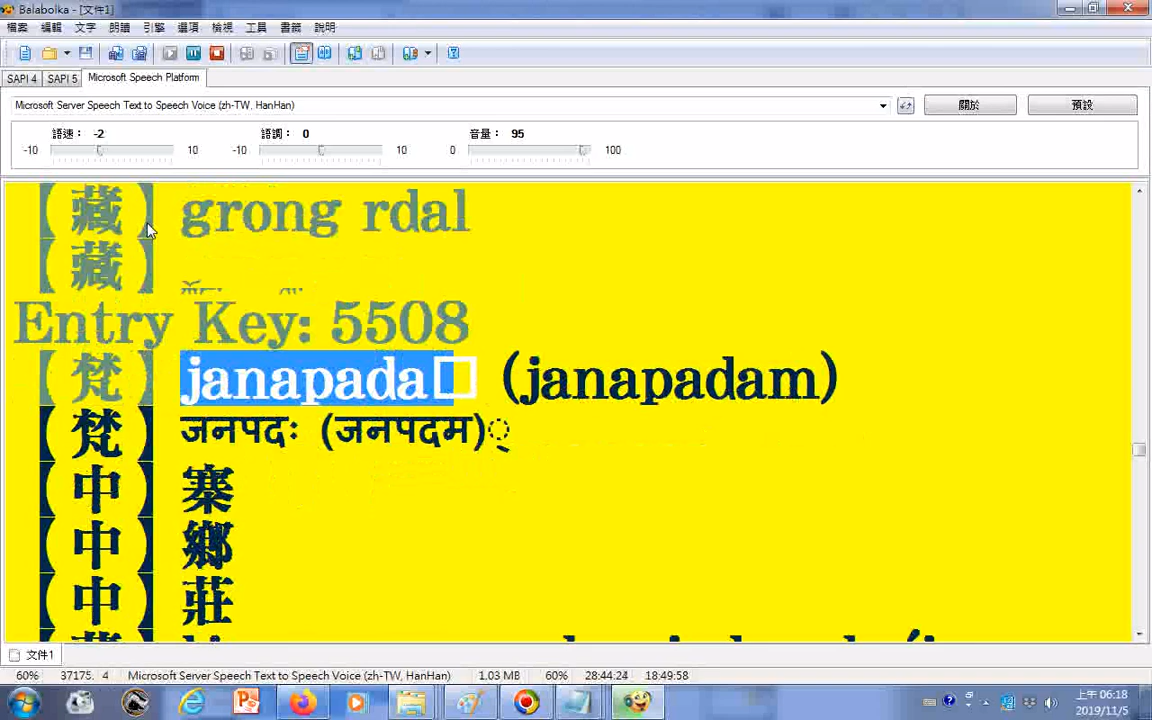 Balabolka - [文件1]
檔案 編輯 文字 朗讀 引擎 選項 檢視 工具 書籤 說明
SAPI 4 SAPI 5 Microsoft Speech Platform
Microsoft Server Speech Text to Speech Voice (zh-TW, HanHan) 關於 預設
語速： -2 語調： 0 音量： 95
-10 10 -10 10 0 100
【藏】 grong rdal
【藏】
Entry Key: 5508
【梵】 janapada□ (janapadam)
【梵】 जनपदः (जनपदम)्
【中】 寨
【中】 鄉
【中】 莊
文件1
60% 37175. 4 Microsoft Server Speech Text to Speech Voice (zh-TW, HanHan) 1.03 MB 60% 28:44:24 18:49:58
上午 06:18
2019/11/5